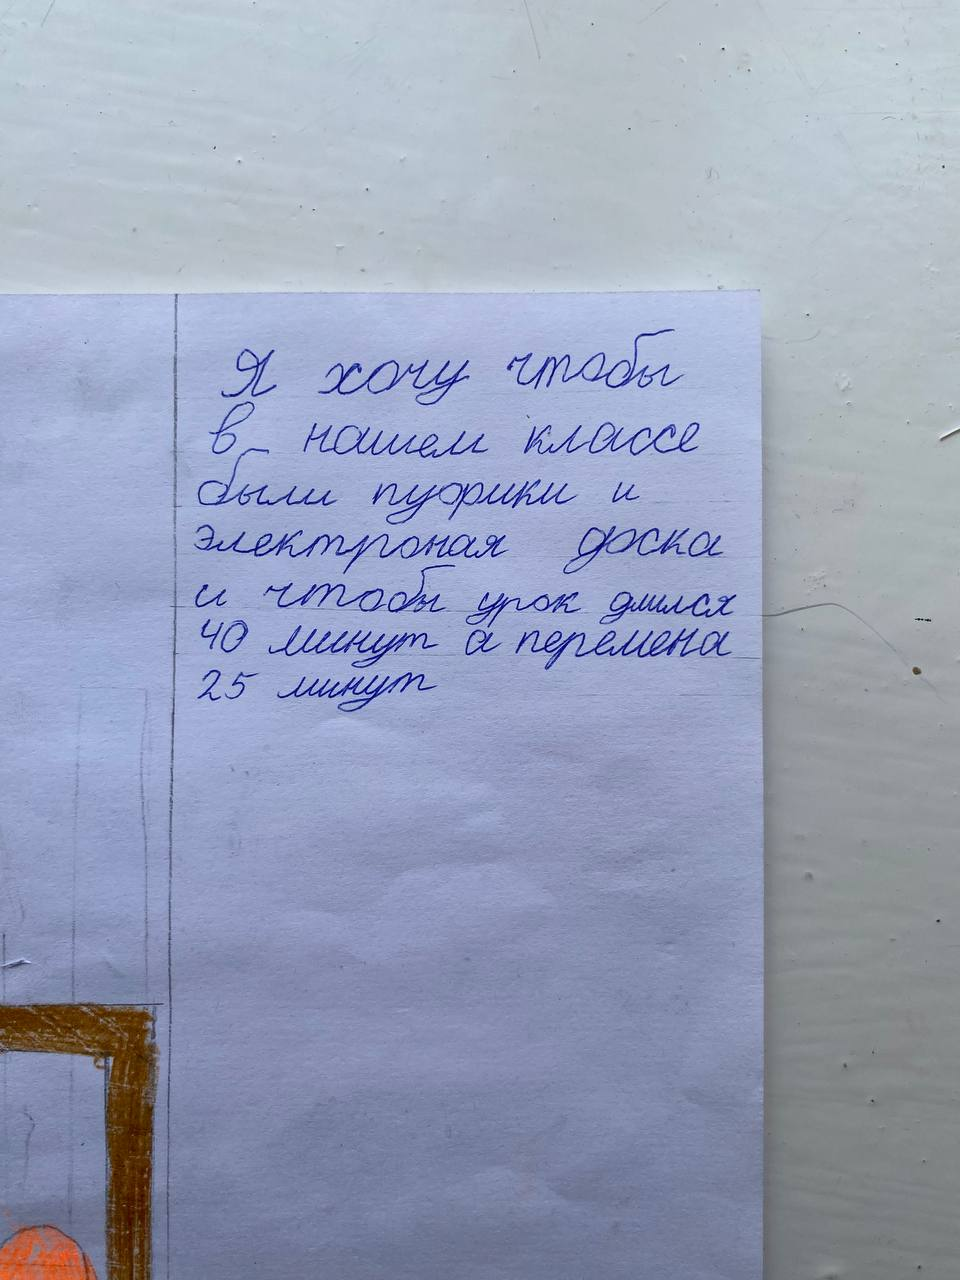 Я хочу чтобы
в нашем классе
были пуфики и
электроная доска
и чтобы урок длился
40 минут а перемена
25 минут